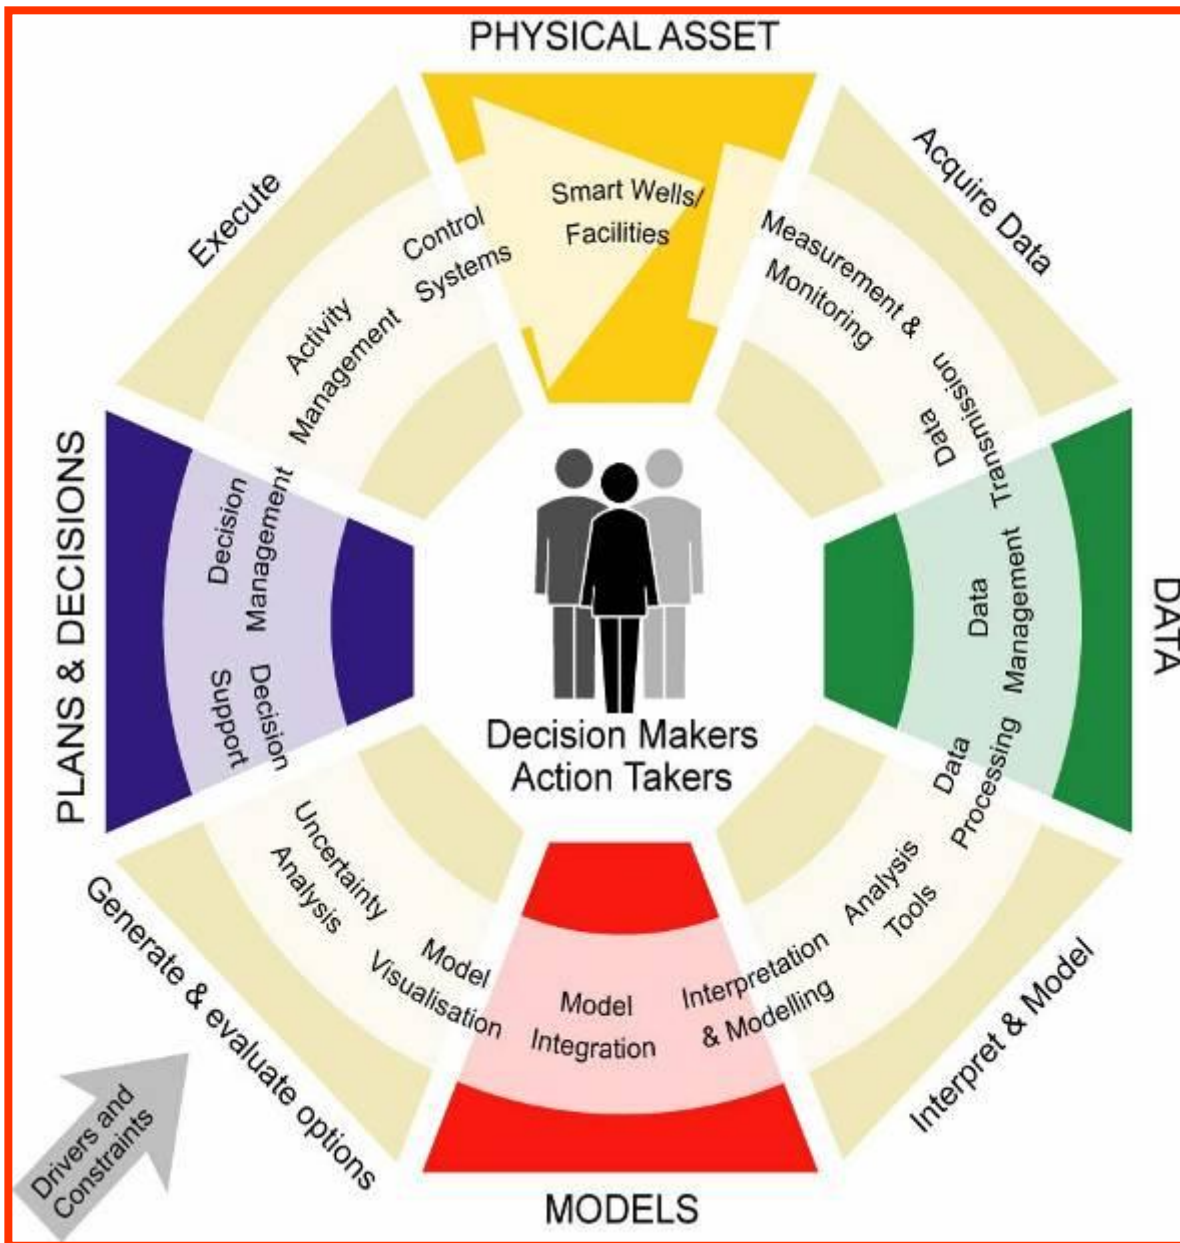 PHYSICAL ASSET
Smart Wells/
Facilities
Acquire Data
Measurement &
Monitoring
Data
Transmission
DATA
Data
Management
Data
Processing
Interpret & Model
Analysis
Tools
Interpretation
& Modelling
MODELS
Model
Integration
Model
Visualisation
Uncertainty
Analysis
Generate & evaluate options
Drivers and
Constraints
PLANS & DECISIONS
Decision
Support
Decision
Management
Execute
Activity
Management
Control
Systems
Decision Makers
Action Takers